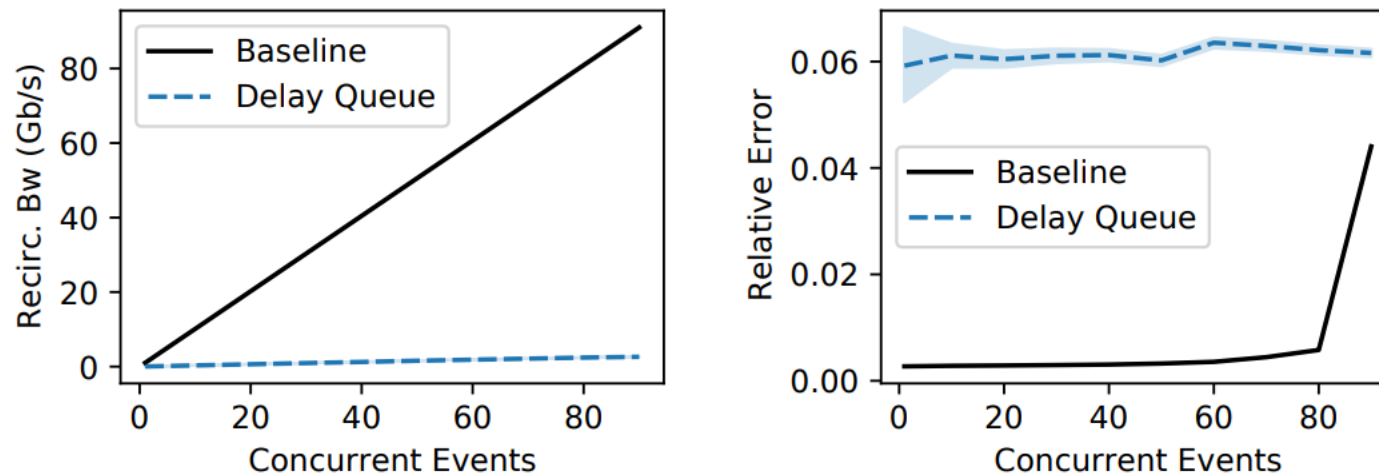 Recirc. Bw (Gb/s)
80
60
40
20
0
Baseline
Delay Queue
0 20 40 60 80
Concurrent Events
Relative Error
0.06
0.04
0.02
0.00
Baseline
Delay Queue
0 20 40 60 80
Concurrent Events